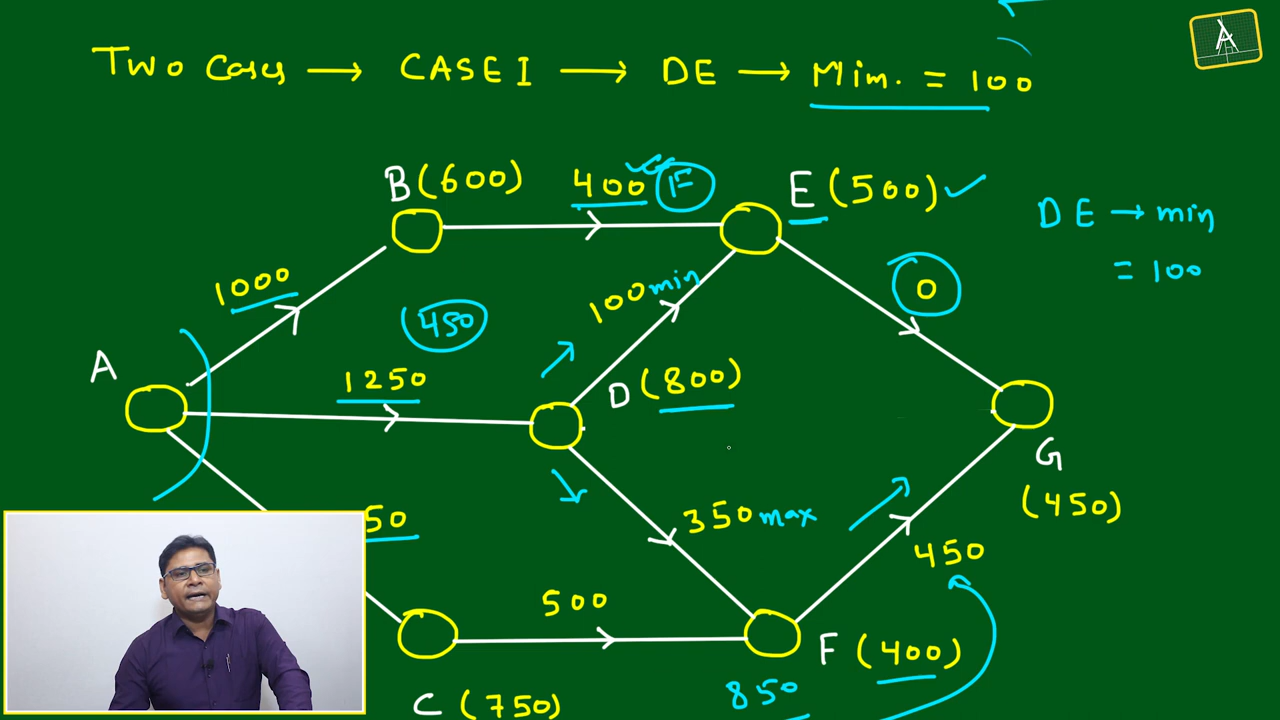 Two Cases → CASE I → DE → Mim. = 100
B (600) 400 F E (500)
DE → min
= 100
1000
0
100 min
450
A
1250
D (800)
G
(450)
350 max
50
450
500
F (400)
850
C (750)
A